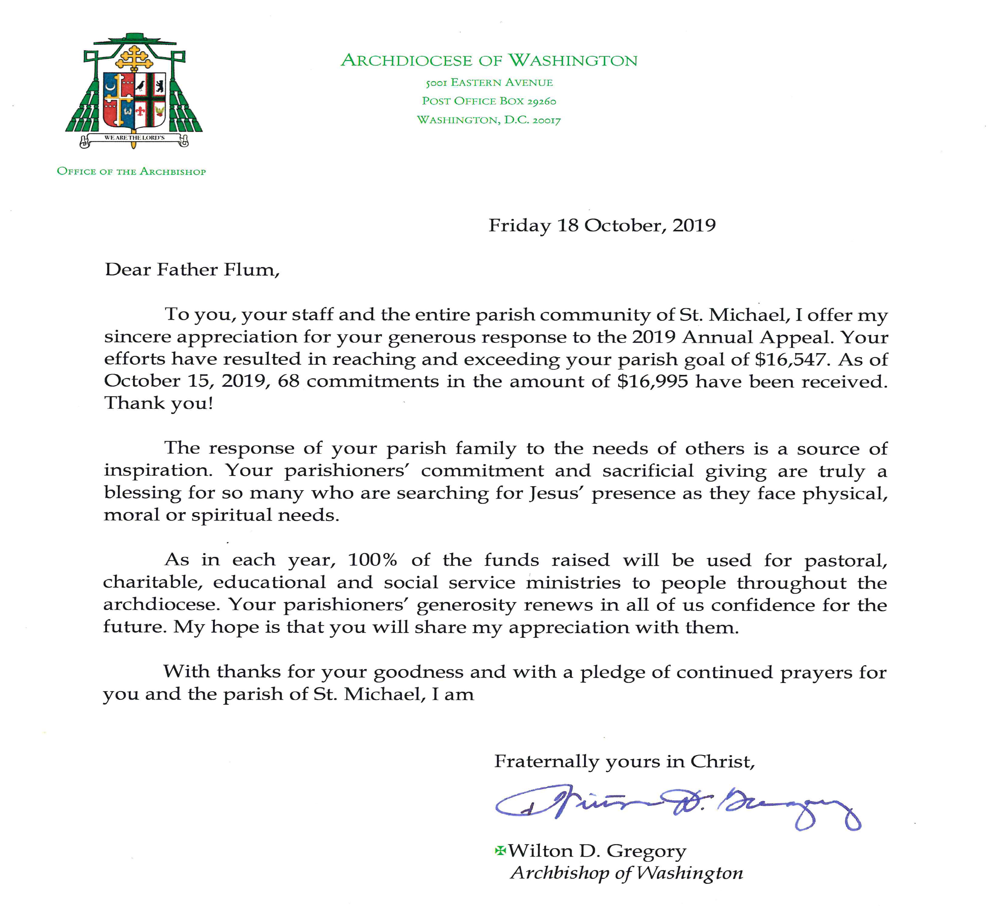 WE ARE THE LORD'S
OFFICE OF THE ARCHBISHOP
ARCHDIOCESE OF WASHINGTON
5001 EASTERN AVENUE
POST OFFICE BOX 29260
WASHINGTON, D.C. 20017
Friday 18 October, 2019
Dear Father Flum,
To you, your staff and the entire parish community of St. Michael, I offer my
sincere appreciation for your generous response to the 2019 Annual Appeal. Your
efforts have resulted in reaching and exceeding your parish goal of $16,547. As of
October 15, 2019, 68 commitments in the amount of $16,995 have been received.
Thank you!
The response of your parish family to the needs of others is a source of
inspiration. Your parishioners' commitment and sacrificial giving are truly a
blessing for so many who are searching for Jesus' presence as they face physical,
moral or spiritual needs.
As in each year, 100% of the funds raised will be used for pastoral,
charitable, educational and social service ministries to people throughout the
archdiocese. Your parishioners' generosity renews in all of us confidence for the
future. My hope is that you will share my appreciation with them.
With thanks for your goodness and with a pledge of continued prayers for
you and the parish of St. Michael, I am
Fraternally yours in Christ,
Wilton D. Gregory
✠Wilton D. Gregory
Archbishop of Washington